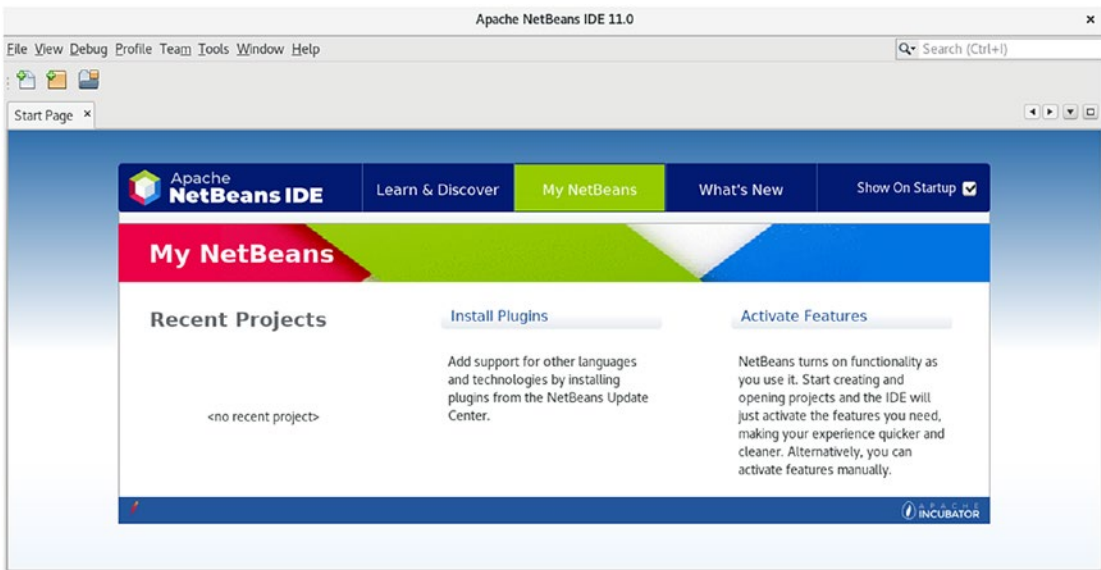 Apache NetBeans IDE 11.0
File View Debug Profile Team Tools Window Help
Search (Ctrl+I)
Start Page
Apache
NetBeans IDE
Learn & Discover
My NetBeans
What's New
Show On Startup
My NetBeans
Recent Projects
<no recent project>
Install Plugins
Add support for other languages
and technologies by installing
plugins from the NetBeans Update
Center.
Activate Features
NetBeans turns on functionality as
you use it. Start creating and
opening projects and the IDE will
just activate the features you need,
making your experience quicker and
cleaner. Alternatively, you can
activate features manually.
APACHE
INCUBATOR